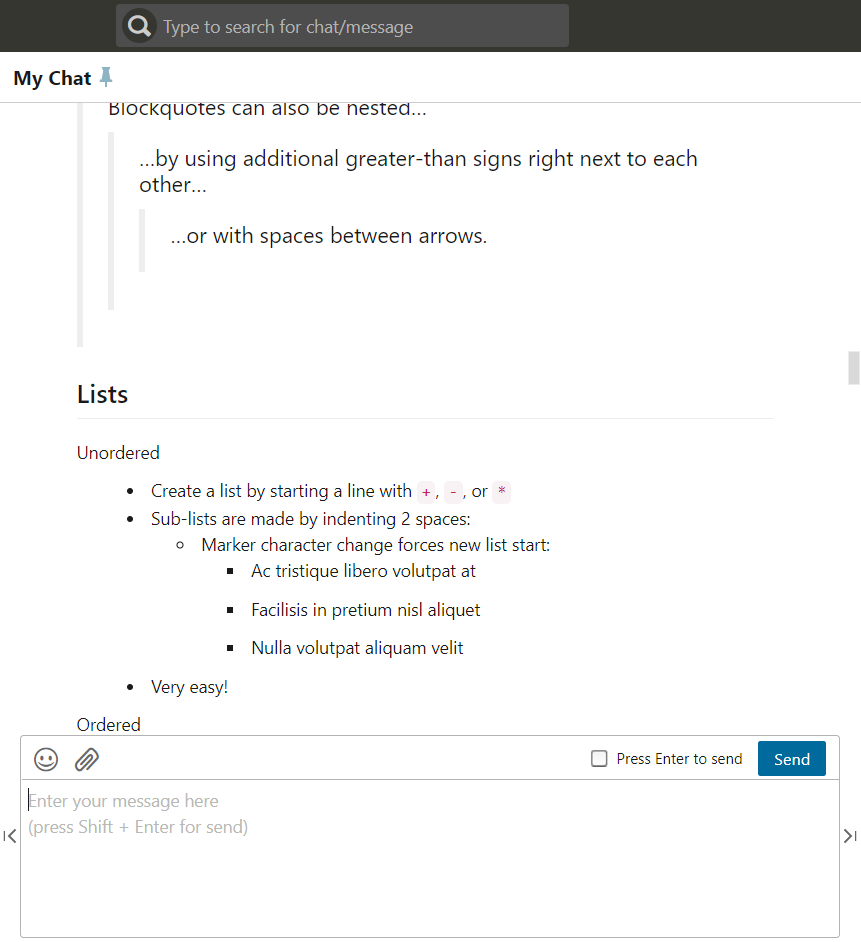 Type to search for chat/message
My Chat
Blockquotes can also be nested...
...by using additional greater-than signs right next to each
other...
...or with spaces between arrows.
Lists
Unordered
Create a list by starting a line with +, -, or *
Sub-lists are made by indenting 2 spaces:
Marker character change forces new list start:
Ac tristique libero volutpat at
Facilisis in pretium nisl aliquet
Nulla volutpat aliquam velit
Very easy!
Ordered
Press Enter to send
Send
Enter your message here
(press Shift + Enter for send)